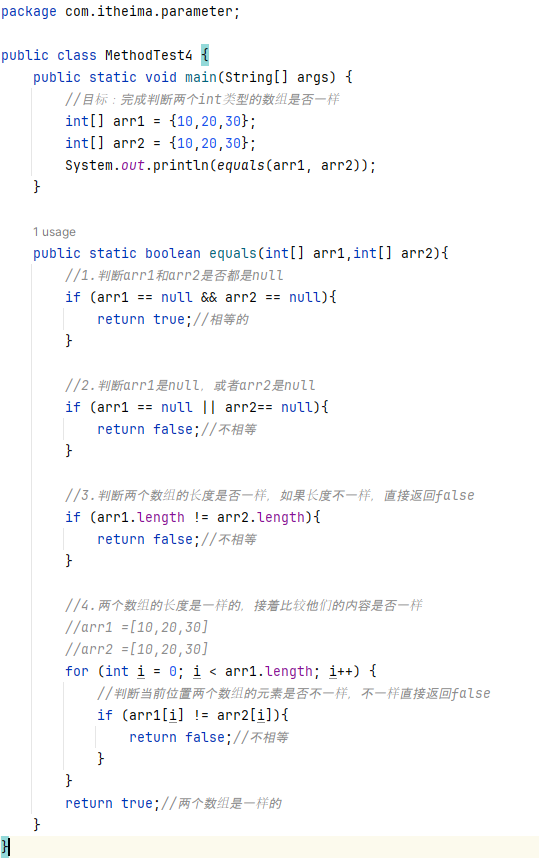 package com.itheima.parameter;
public class MethodTest4 {
public static void main(String[] args) {
//目标：完成判断两个int类型的数组是否一样
int[] arr1 = {10,20,30};
int[] arr2 = {10,20,30};
System.out.println(equals(arr1, arr2));
}
1 usage
public static boolean equals(int[] arr1,int[] arr2){
//1.判断arr1和arr2是否都是null
if (arr1 == null && arr2 == null){
return true;//相等的
}
//2.判断arr1是null，或者arr2是null
if (arr1 == null || arr2== null){
return false;//不相等
}
//3.判断两个数组的长度是否一样，如果长度不一样，直接返回false
if (arr1.length != arr2.length){
return false;//不相等
}
//4.两个数组的长度是一样的，接着比较他们的内容是否一样
//arr1 =[10,20,30]
//arr2 =[10,20,30]
for (int i = 0; i < arr1.length; i++) {
//判断当前位置两个数组的元素是否不一样，不一样直接返回false
if (arr1[i] != arr2[i]){
return false;//不相等
}
}
return true;//两个数组是一样的
}
}